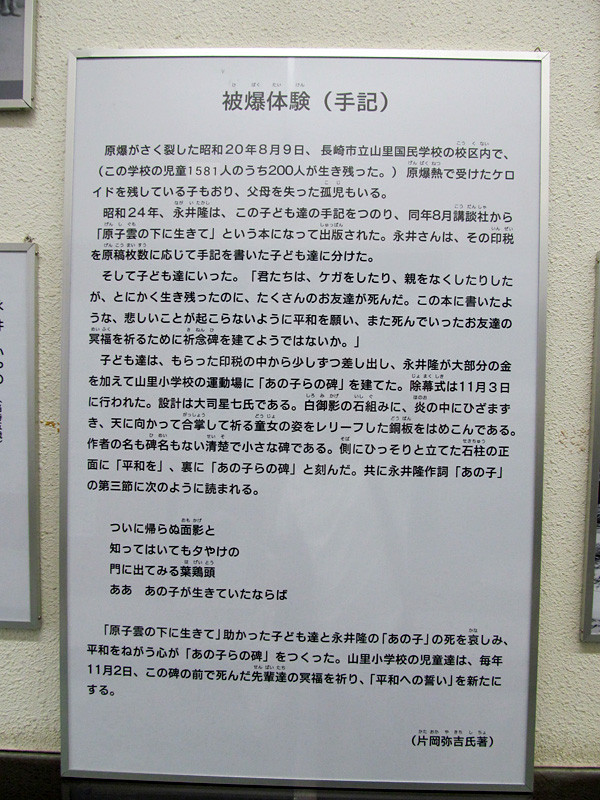 被爆体験（手記）
原爆がさく裂した昭和20年8月9日、長崎市立山里国民学校の校区内で、
（この学校の児童1581人のうち200人が生き残った。）原爆熱で受けたケロ
イドを残している子もおり、父母を失った孤児もいる。
昭和24年、永井隆は、この子ども達の手記をつのり、同年8月講談社から
「原子雲の下に生きて」という本になって出版された。永井さんは、その印税
を原稿枚数に応じて手記を書いた子ども達に分けた。
そして子ども達にいった。「君たちは、ケガをしたり、親をなくしたりした
が、とにかく生き残ったのに、たくさんのお友達が死んだ。この本に書いたよ
うな、悲しいことが起こらないように平和を願い、また死んでいったお友達の
冥福を祈るために祈念碑を建てようではないか。」
子ども達は、もらった印税の中から少しずつ差し出し、永井隆が大部分の金
を加えて山里小学校の運動場に「あの子らの碑」を建てた。除幕式は11月3日
に行われた。設計は大司星七氏である。白御影の石組みに、炎の中にひざまず
き、天に向かって合掌して祈る童女の姿をレリーフした銅板をはめこんである。
作者の名も碑名もない清楚で小さな碑である。側にひっそりと立てた石柱の正
面に「平和を」、裏に「あの子らの碑」と刻んだ。共に永井隆作詞「あの子」
の第三節に次のように読まれる。
ついに帰らぬ面影と
知ってはいても夕やけの
門に出てみる葉鶏頭
ああ　あの子が生きていたならば
「原子雲の下に生きて」助かった子ども達と永井隆の「あの子」の死を哀しみ、
平和をねがう心が「あの子らの碑」をつくった。山里小学校の児童達は、毎年
11月2日、この碑の前で死んだ先輩達の冥福を祈り、「平和への誓い」を新たに
する。
（片岡弥吉氏著）